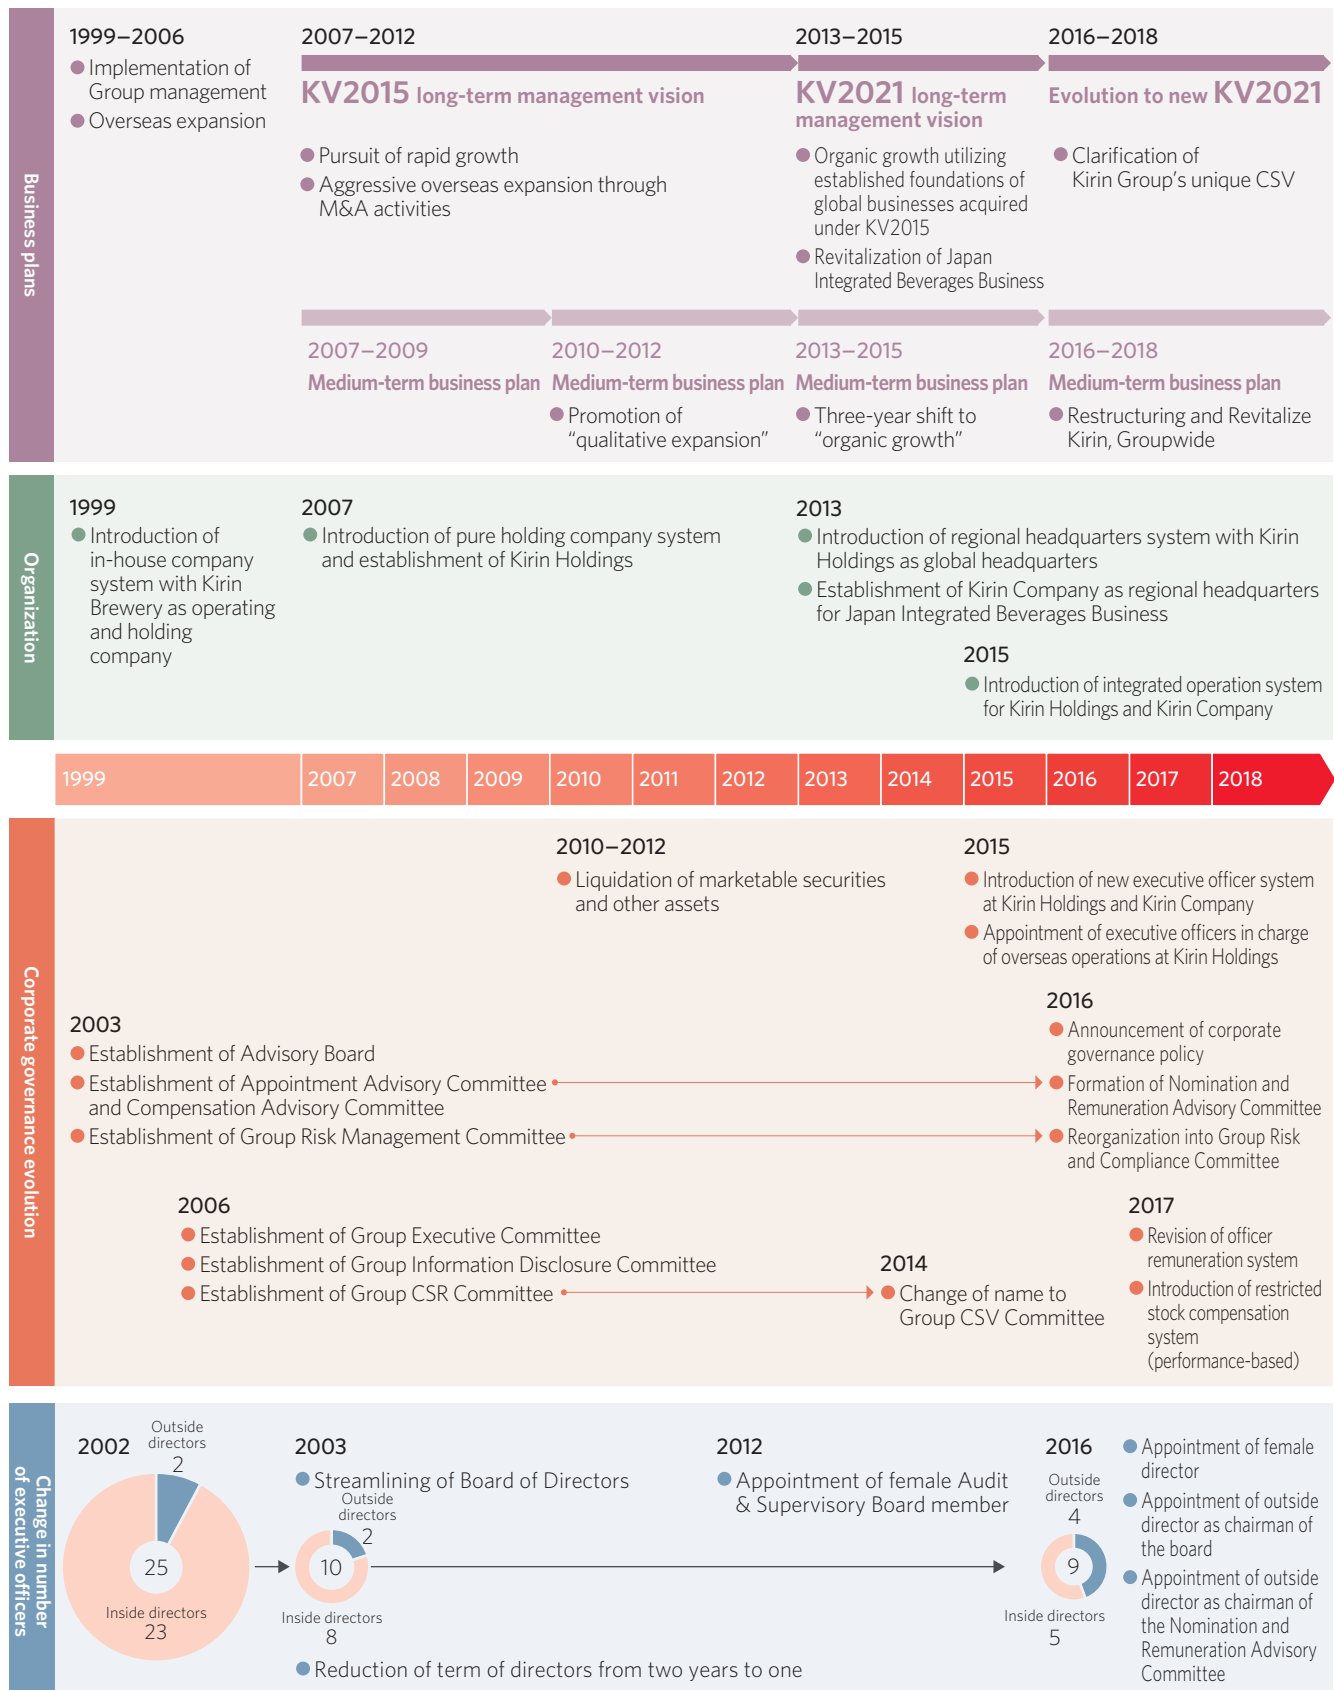 Business plans
1999–2006
Implementation of
Group management
Overseas expansion
2007–2012
KV2015 long-term management vision
Pursuit of rapid growth
Aggressive overseas expansion through
M&A activities
2013–2015
KV2021 long-term
management vision
Organic growth utilizing
established foundations of
global businesses acquired
under KV2015
Revitalization of Japan
Integrated Beverages Business
2016–2018
Evolution to new KV2021
Clarification of
Kirin Group's unique CSV
2007–2009
Medium-term business plan
2010–2012
Medium-term business plan
Promotion of
“qualitative expansion”
2013–2015
Medium-term business plan
Three-year shift to
“organic growth”
2016–2018
Medium-term business plan
Restructuring and Revitalize
Kirin, Groupwide
Organization
1999
Introduction of
in-house company
system with Kirin
Brewery as operating
and holding
company
2007
Introduction of pure holding company system
and establishment of Kirin Holdings
2013
Introduction of regional headquarters system with Kirin
Holdings as global headquarters
Establishment of Kirin Company as regional headquarters
for Japan Integrated Beverages Business
2015
Introduction of integrated operation system
for Kirin Holdings and Kirin Company
1999 2007 2008 2009 2010 2011 2012 2013 2014 2015 2016 2017 2018
Corporate governance evolution
2010–2012
Liquidation of marketable securities
and other assets
2015
Introduction of new executive officer system
at Kirin Holdings and Kirin Company
Appointment of executive officers in charge
of overseas operations at Kirin Holdings
2003
Establishment of Advisory Board
Establishment of Appointment Advisory Committee
and Compensation Advisory Committee
Establishment of Group Risk Management Committee
2016
Announcement of corporate
governance policy
Formation of Nomination and
Remuneration Advisory Committee
Reorganization into Group Risk
and Compliance Committee
2006
Establishment of Group Executive Committee
Establishment of Group Information Disclosure Committee
Establishment of Group CSR Committee
2014
Change of name to
Group CSV Committee
2017
Revision of officer
remuneration system
Introduction of restricted
stock compensation
system
(performance-based)
Change in number
of executive officers
2002
Outside
directors
2
25
Inside directors
23
2003
Streamlining of Board of Directors
Outside
directors
2
10
Inside directors
8
Reduction of term of directors from two years to one
2012
Appointment of female Audit
& Supervisory Board member
2016
Outside
directors
4
9
Inside directors
5
Appointment of female
director
Appointment of outside
director as chairman of
the board
Appointment of outside
director as chairman of
the Nomination and
Remuneration Advisory
Committee